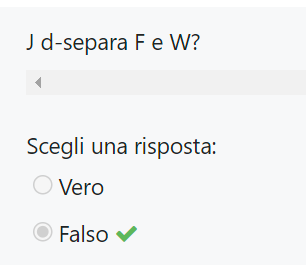 J d-separa F e W?
Scegli una risposta:
Vero
Falso